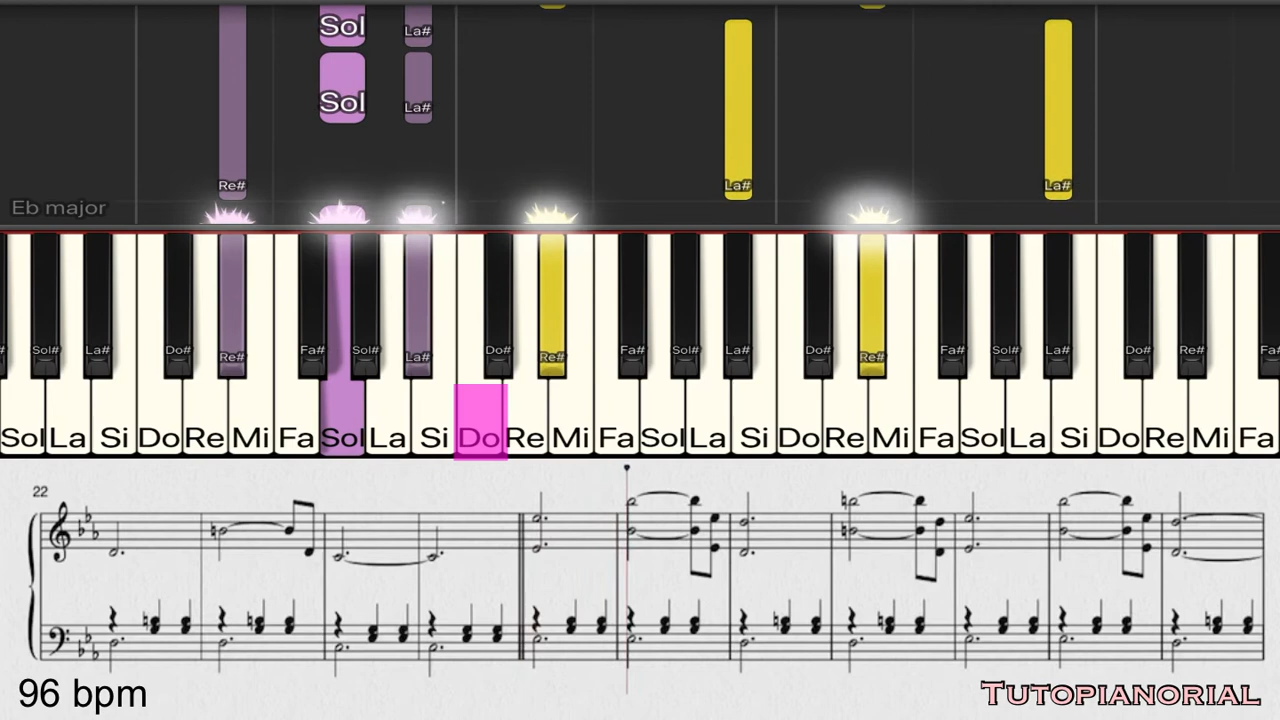 Sol La#
Sol La#
Re# La# La#
Eb major
# Sol# La# Do# Re# Fa# Sol# La# Do# Re# Fa# Sol# La# Do# Re# Fa# Sol# La# Do# Re# Fa#
Sol La Si Do Re Mi Fa Sol La Si Do Re Mi Fa Sol La Si Do Re Mi Fa Sol La Si Do Re Mi Fa
22
96 bpm
TUTOPIANORIAL